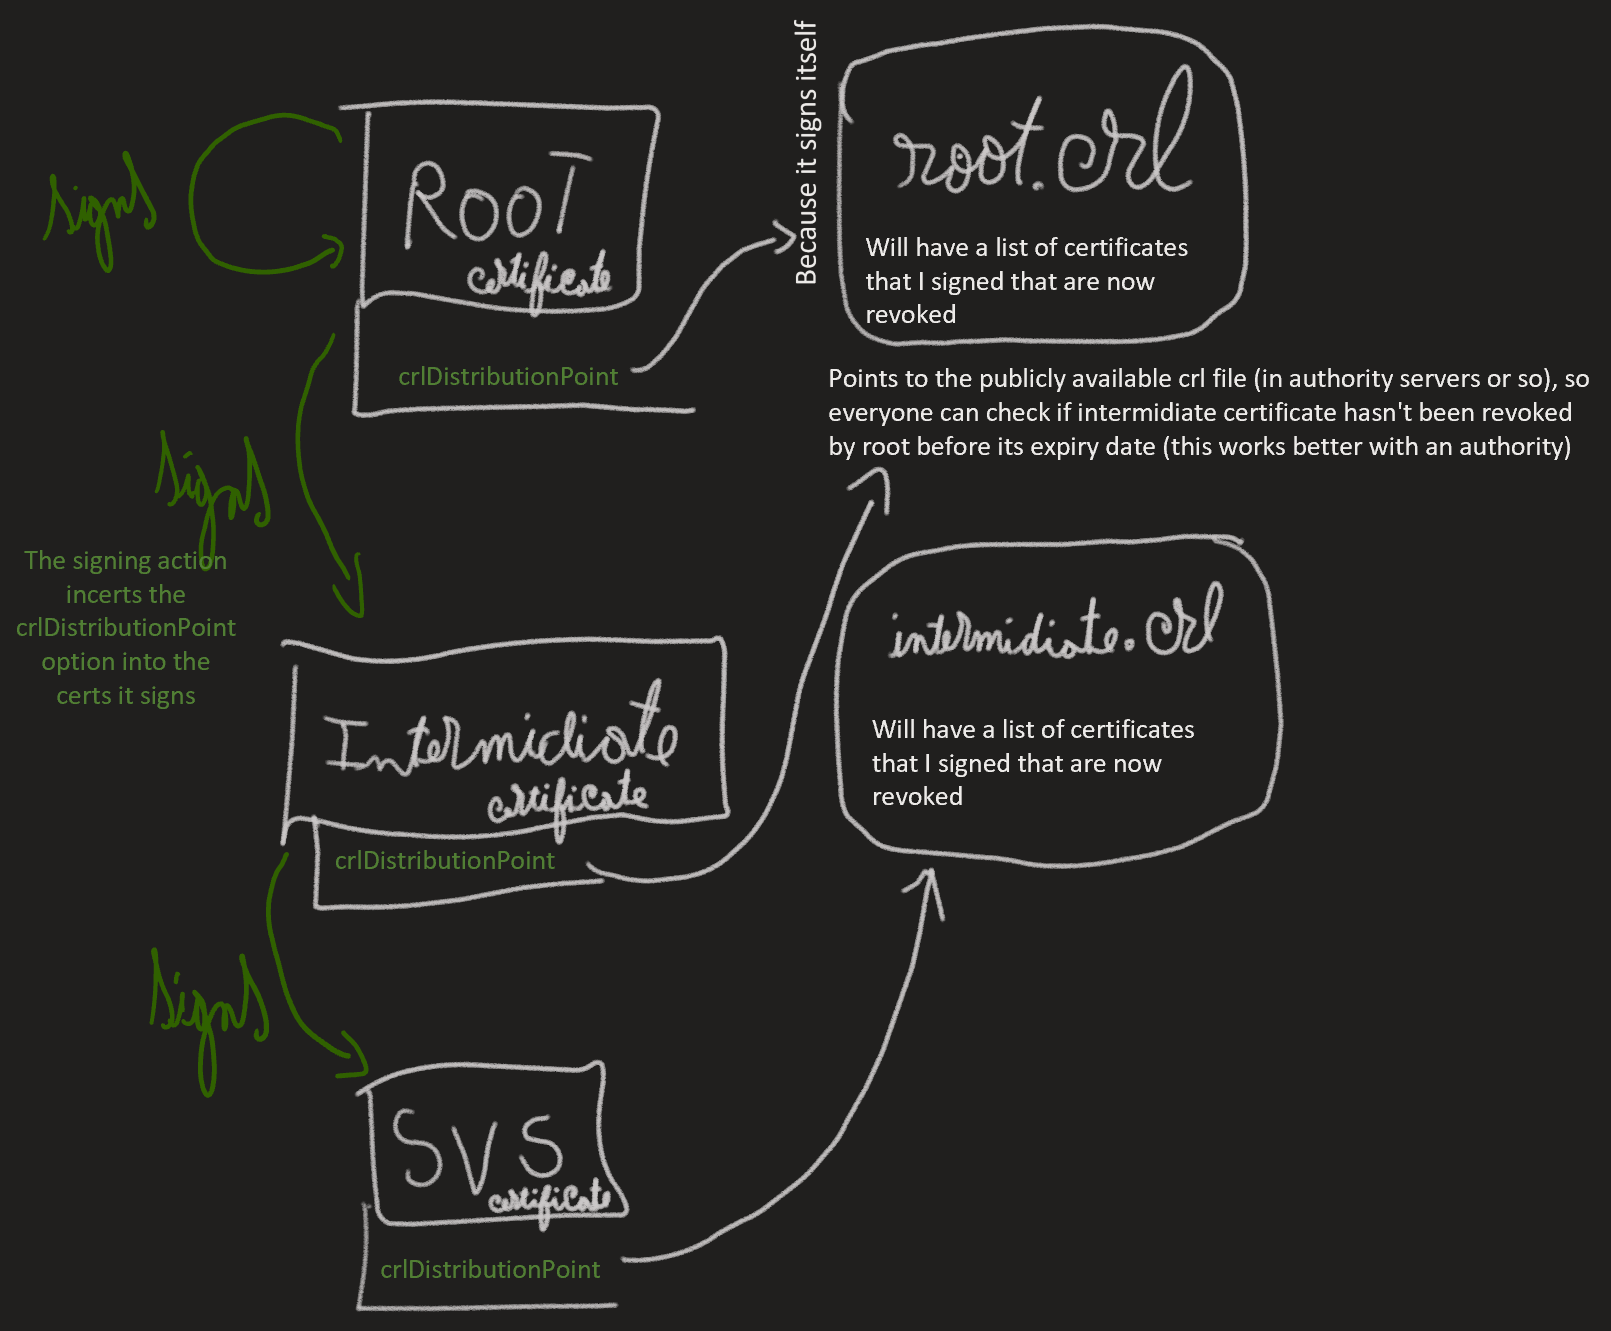 signs
ROOT
certificate
crlDistributionPoint
Because it signs itself
root.crl
Will have a list of certificates
that I signed that are now
revoked
Points to the publicly available crl file (in authority servers or so), so
everyone can check if intermidiate certificate hasn't been revoked
by root before its expiry date (this works better with an authority)
signs
The signing action
incerts the
crlDistributionPoint
option into the
certs it signs
Intermidiate
certificate
crlDistributionPoint
intermidiate.crl
Will have a list of certificates
that I signed that are now
revoked
signs
SVS
certificate
crlDistributionPoint